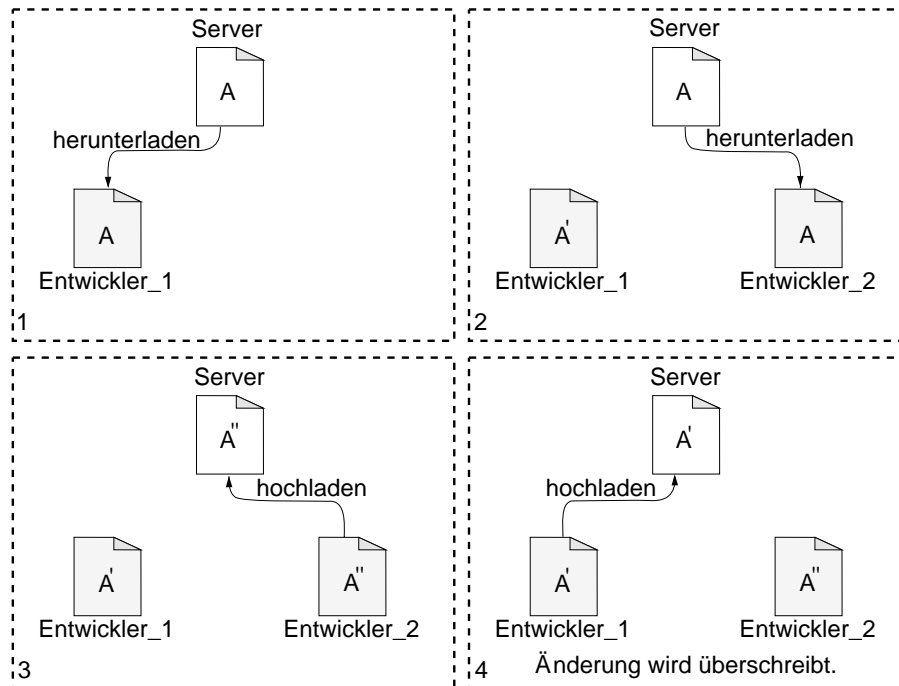 Server
A
herunterladen
A
Entwickler_1
1
Server
A
herunterladen
A'
A
Entwickler_1
Entwickler_2
2
Server
A''
hochladen
A'
A''
Entwickler_1
Entwickler_2
3
Server
A'
hochladen
A'
A''
Entwickler_1
Entwickler_2
4
Änderung wird überschreibt.